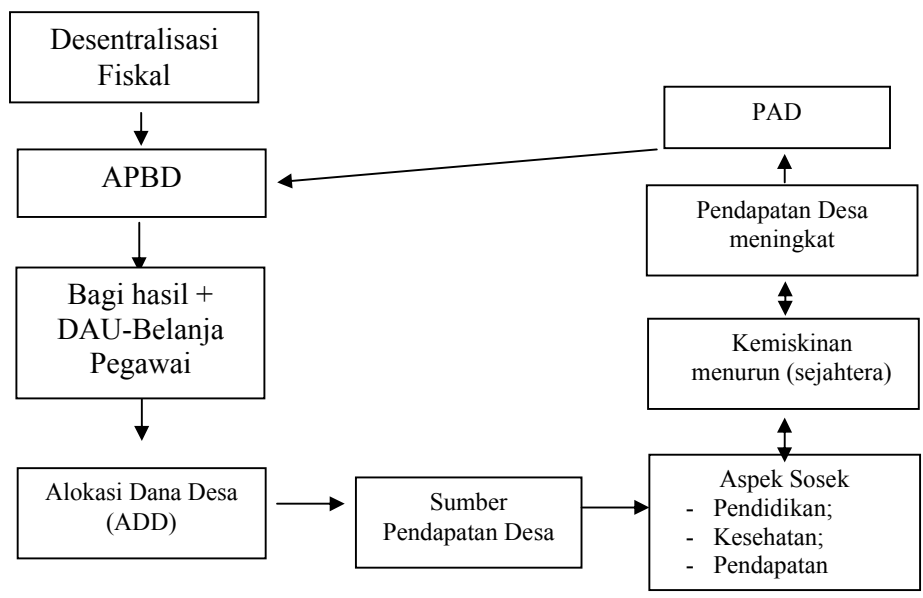 Desentralisasi
Fiskal
APBD
Bagi hasil +
DAU-Belanja
Pegawai
Alokasi Dana Desa
(ADD)
Sumber
Pendapatan Desa
Aspek Sosek
- Pendidikan;
- Kesehatan;
- Pendapatan
Kemiskinan
menurun (sejahtera)
Pendapatan Desa
meningkat
PAD